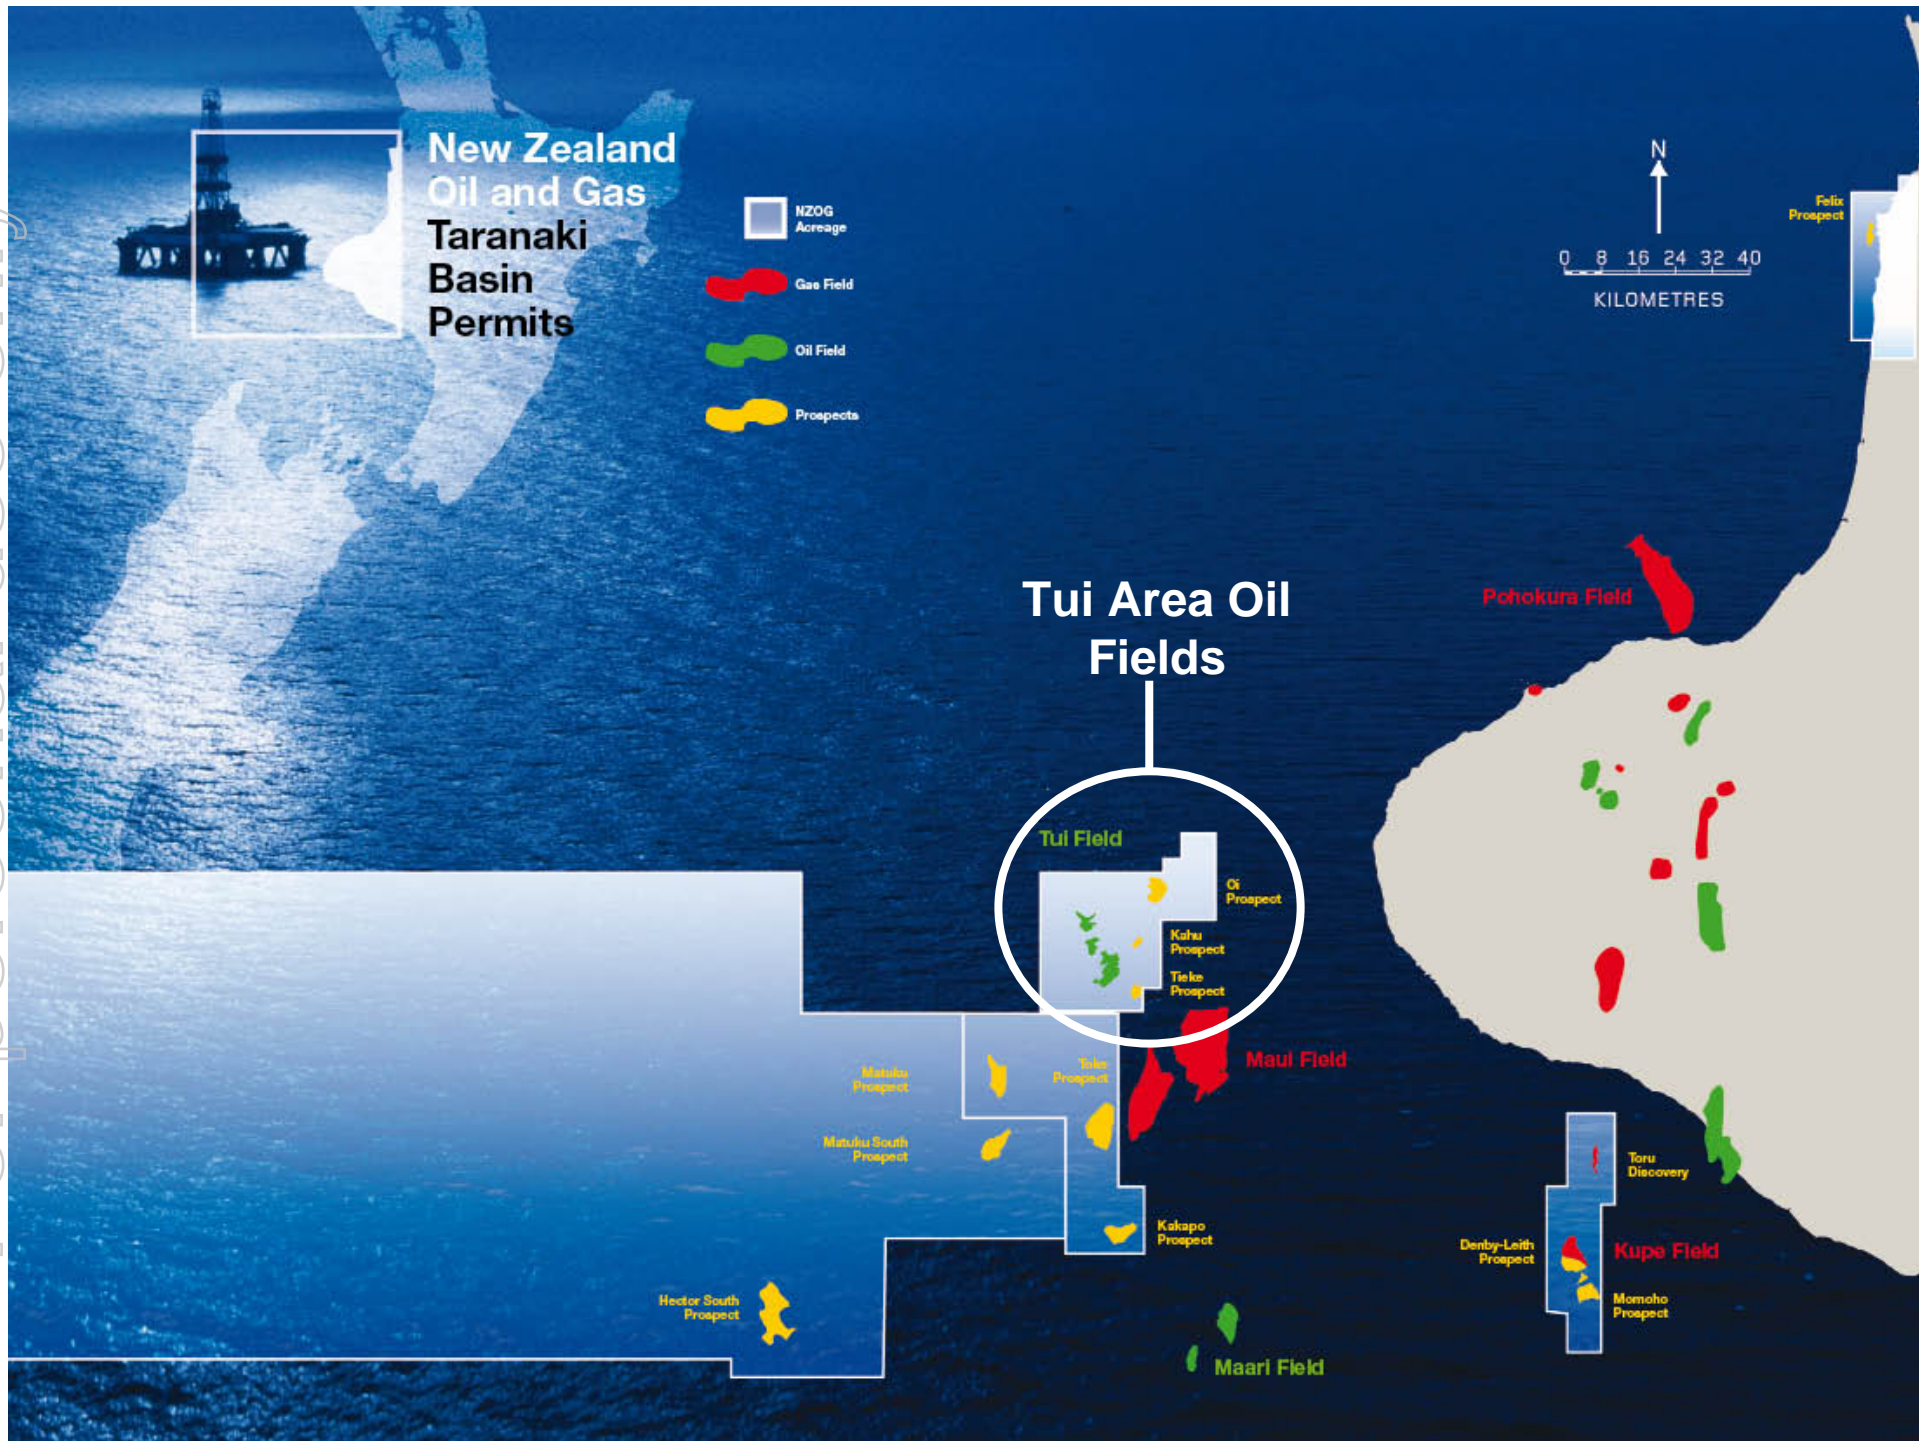 New Zealand
Oil and Gas
Taranaki
Basin
Permits
NZOG
Acreage
Gas Field
Oil Field
Prospects
N
0 8 16 24 32 40
KILOMETRES
Felix
Prospect
Pohokura Field
Tui Area Oil
Fields
Tui Field
Oi
Prospect
Kahu
Prospect
Tieke
Prospect
Maui Field
Matuku
Prospect
Toke
Prospect
Matuku South
Prospect
Kakapo
Prospect
Hector South
Prospect
Maari Field
Toru
Discovery
Denby-Leith
Prospect
Kupe Field
Momoho
Prospect